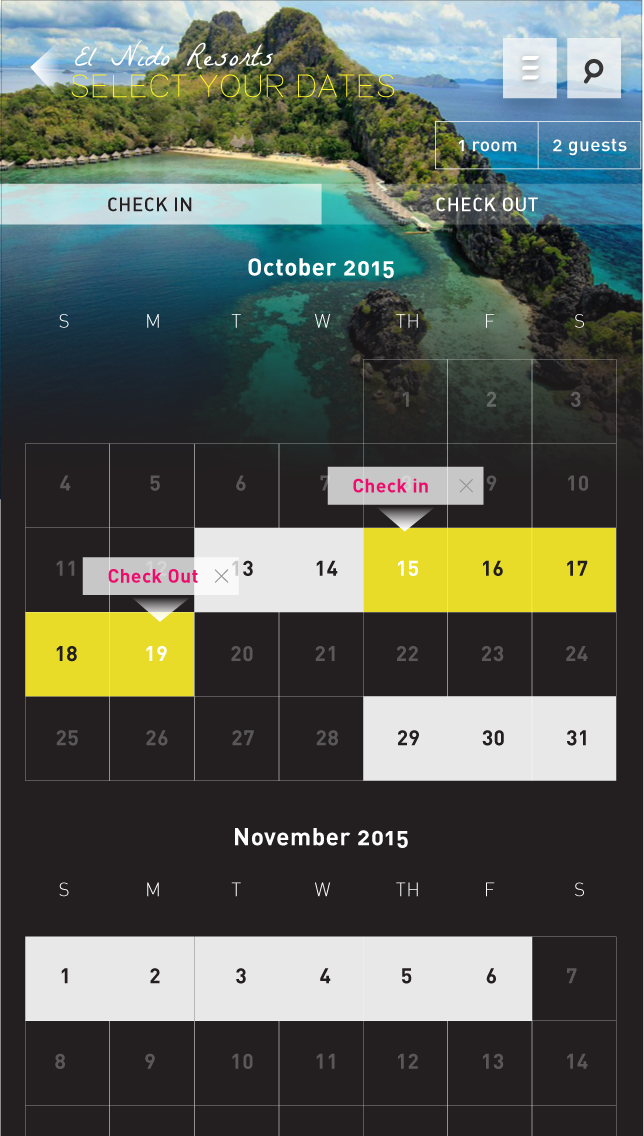 El Nido Resorts
SELECT YOUR DATES
1 room 2 guests
CHECK IN CHECK OUT
October 2015
S M T W TH F S
1 2 3
4 5 6 7 8 9 10
Check in
11 12 13 14 15 16 17
Check Out
18 19 20 21 22 23 24
25 26 27 28 29 30 31
November 2015
S M T W TH F S
1 2 3 4 5 6 7
8 9 10 11 12 13 14